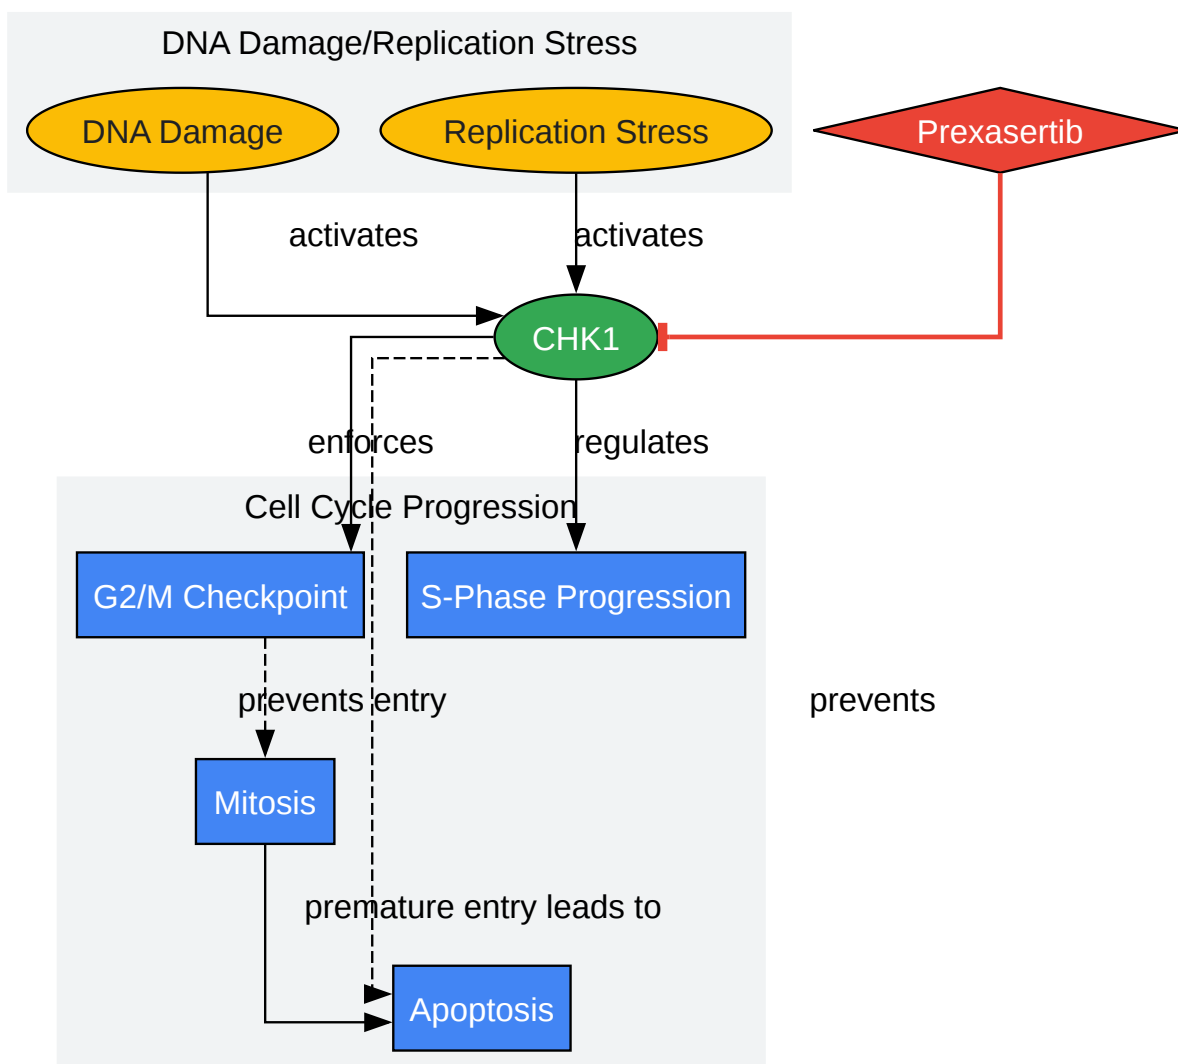 DNA Damage/Replication Stress
DNA Damage
Replication Stress
Prexasertib
activates
activates
CHK1
enforces
regulates
Cell Cycle Progression
G2/M Checkpoint
S-Phase Progression
prevents entry
prevents
Mitosis
premature entry leads to
Apoptosis